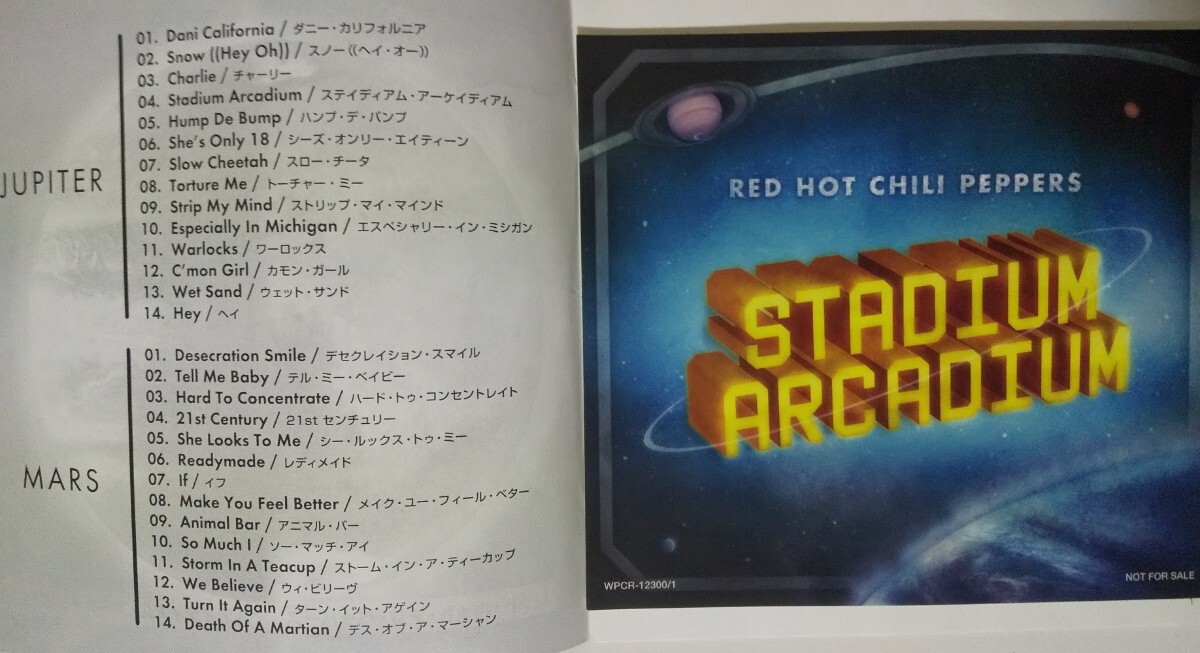 JUPITER
01. Dani California / ダニー・カリフォルニア
02. Snow ((Hey Oh)) / スノー((ヘイ・オー))
03. Charlie / チャーリー
04. Stadium Arcadium / ステイディアム・アーケイディアム
05. Hump De Bump / ハンプ・デ・バンプ
06. She's Only 18 / シーズ・オンリー・エイティーン
07. Slow Cheetah / スロー・チータ
08. Torture Me / トーチャー・ミー
09. Strip My Mind / ストリップ・マイ・マインド
10. Especially In Michigan / エスペシャリー・イン・ミシガン
11. Warlocks / ワーロックス
12. C'mon Girl / カモン・ガール
13. Wet Sand / ウェット・サンド
14. Hey / ヘイ
MARS
01. Desecration Smile / デセクレイション・スマイル
02. Tell Me Baby / テル・ミー・ベイビー
03. Hard To Concentrate / ハード・トゥ・コンセントレイト
04. 21st Century / 21st センチュリー
05. She Looks To Me / シー・ルックス・トゥ・ミー
06. Readymade / レディメイド
07. If / イフ
08. Make You Feel Better / メイク・ユー・フィール・ベター
09. Animal Bar / アニマル・バー
10. So Much I / ソー・マッチ・アイ
11. Storm In A Teacup / ストーム・イン・ア・ティーカップ
12. We Believe / ウィ・ビリーヴ
13. Turn It Again / ターン・イット・アゲイン
14. Death Of A Martian / デス・オブ・ア・マーシャン
RED HOT CHILI PEPPERS
STADIUM
ARCADIUM
WPCR-12300/1
NOT FOR SALE